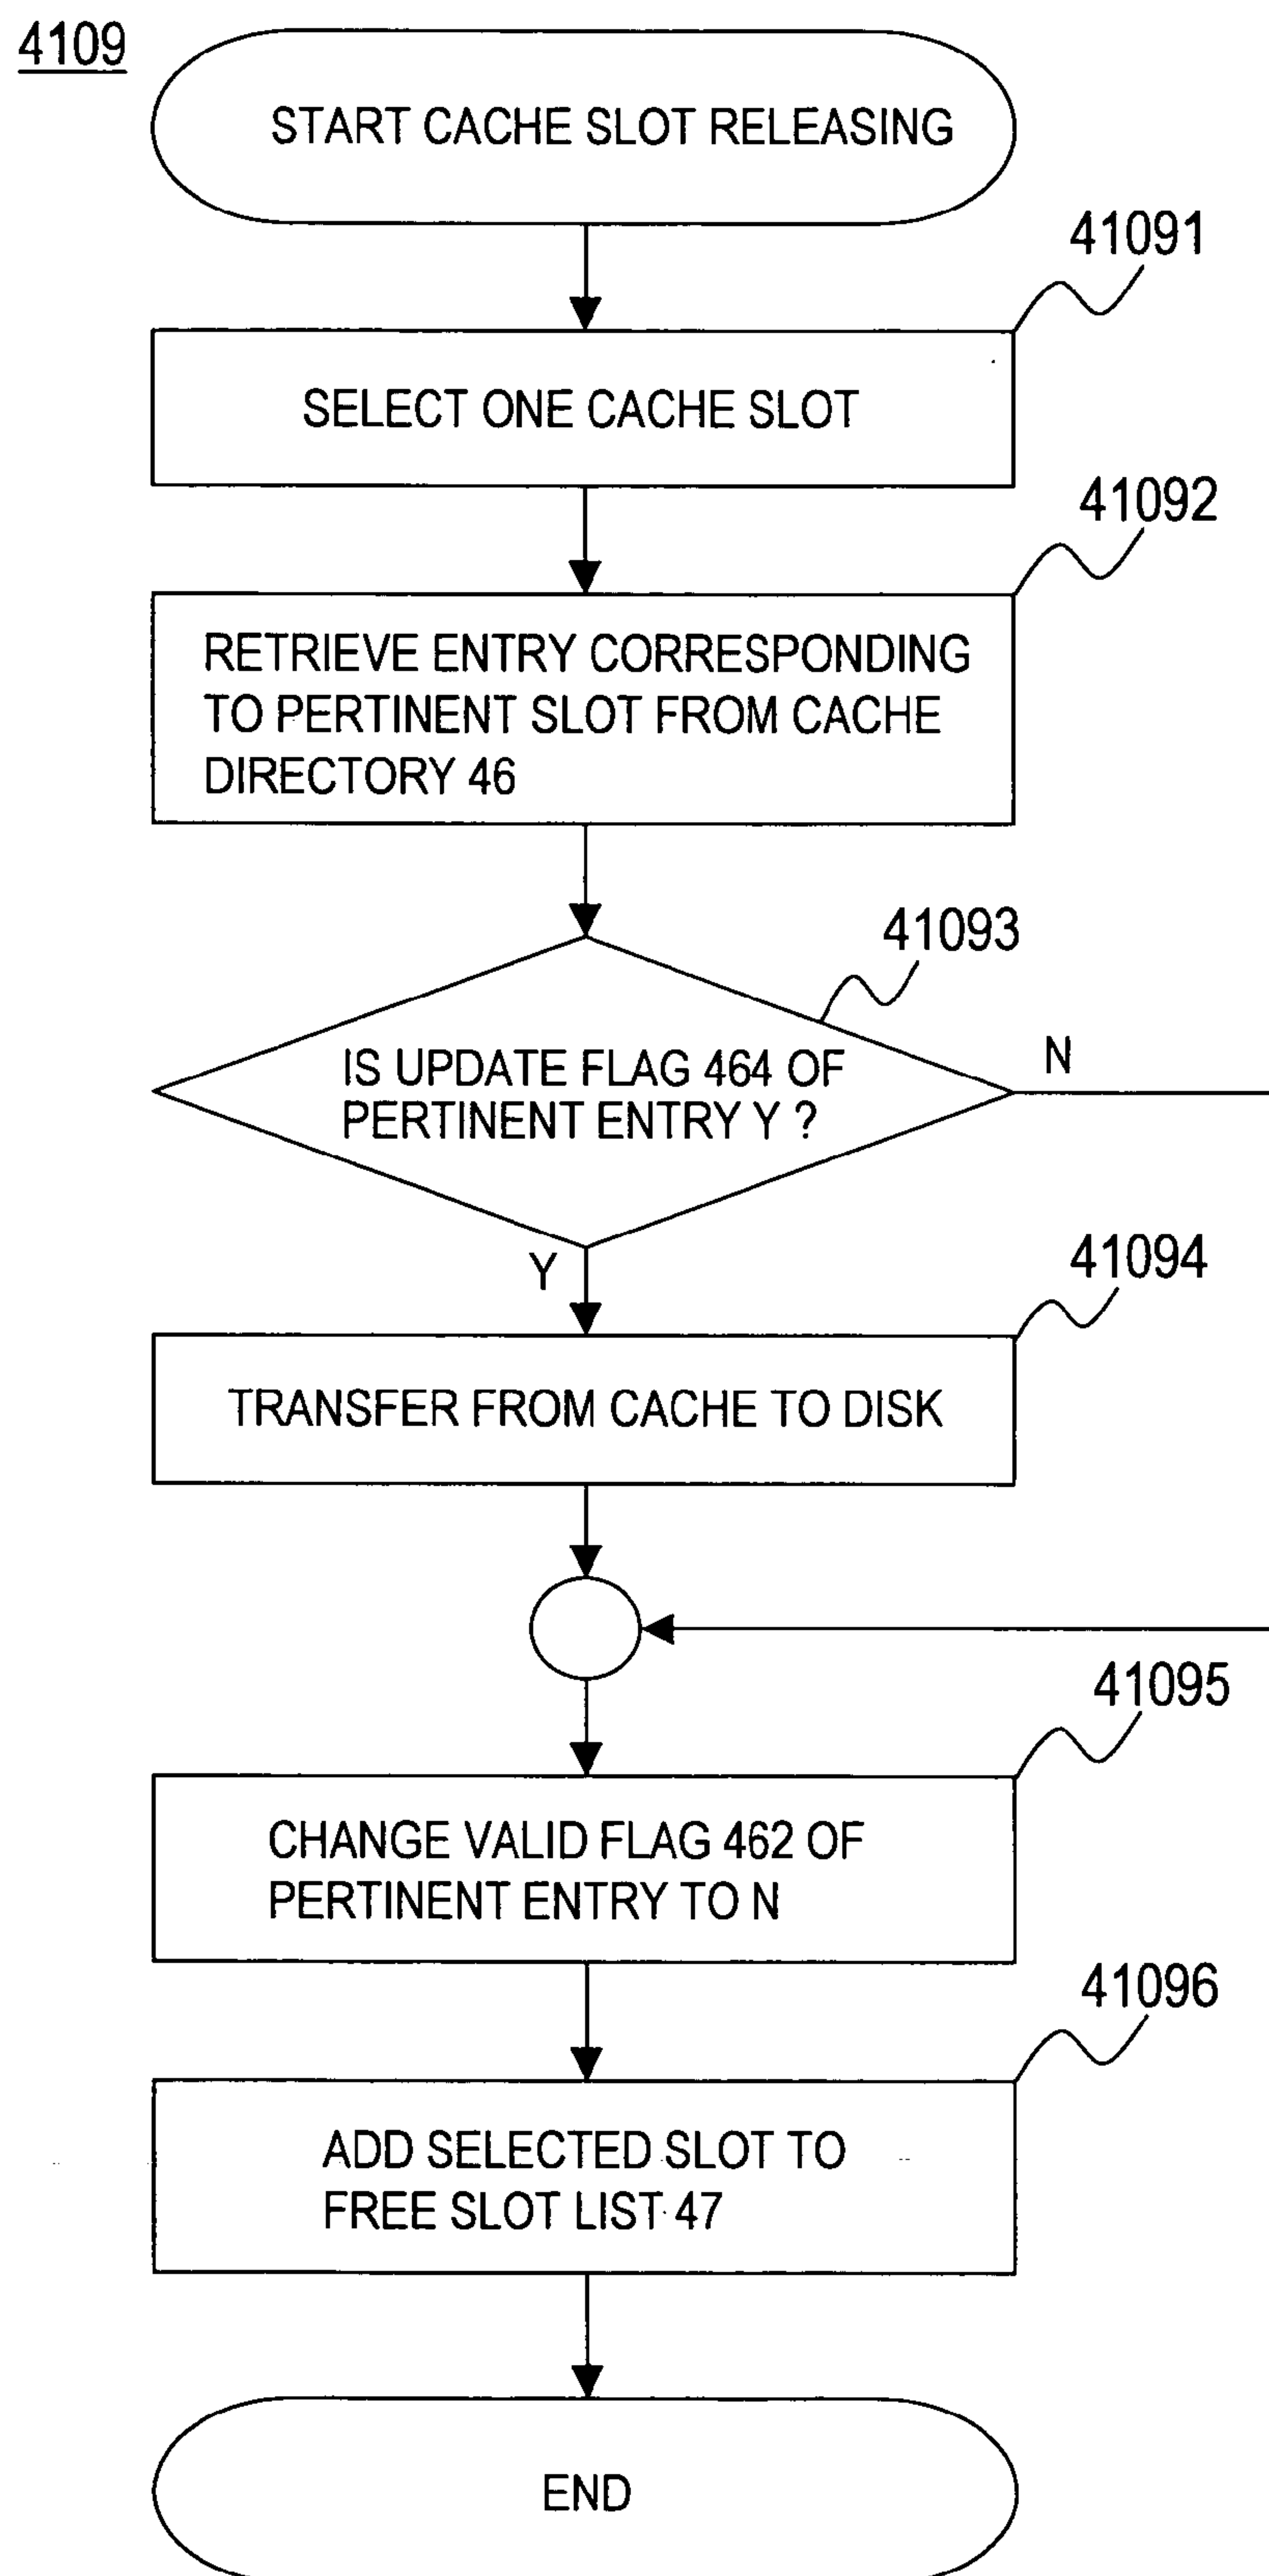 4109
START CACHE SLOT RELEASING
41091
SELECT ONE CACHE SLOT
41092
RETRIEVE ENTRY CORRESPONDING
TO PERTINENT SLOT FROM CACHE
DIRECTORY 46
41093
IS UPDATE FLAG 464 OF
PERTINENT ENTRY Y ?
N
Y
41094
TRANSFER FROM CACHE TO DISK
41095
CHANGE VALID FLAG 462 OF
PERTINENT ENTRY TO N
41096
ADD SELECTED SLOT TO
FREE SLOT LIST 47
END